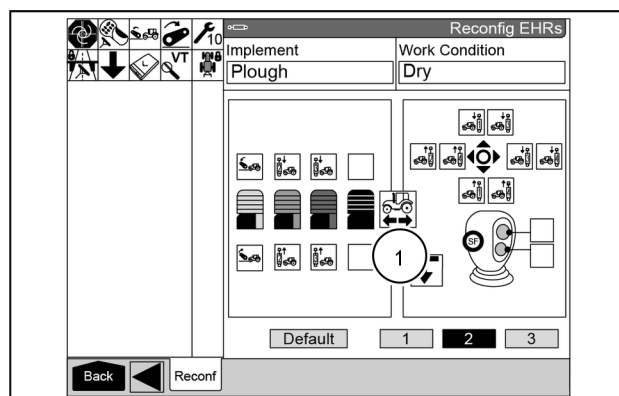 10
VT
Reconfig EHRs
Implement
Work Condition
Plough
Dry
SF
1
Default
1
2
3
Back
Reconf